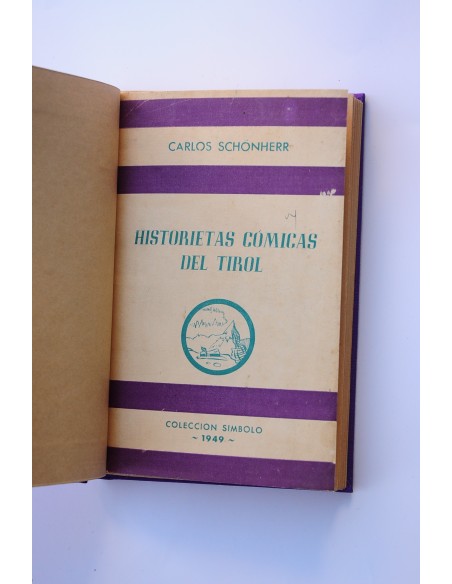 CARLOS SCHÖNHERR
HISTORIETAS CÓMICAS
DEL TIROL
COLECCION SIMBOLO
~ 1949 ~